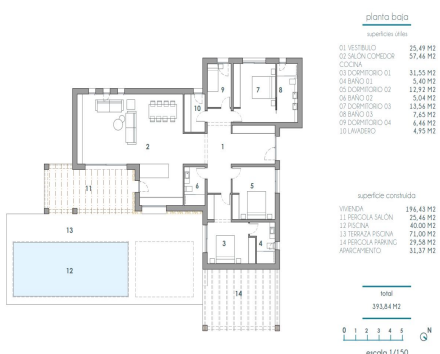 planta baja
superficies útiles
01 VESTIBULO 25,49 M2
02 SALÓN COMEDOR 57,46 M2
COCINA
03 DORMITORIO 01 31,55 M2
04 BAÑO 01 5,40 M2
05 DORMITORIO 02 12,92 M2
06 BAÑO 02 5,04 M2
07 DORMITORIO 03 13,56 M2
08 BAÑO 03 7,65 M2
09 DORMITORIO 04 6,46 M2
10 LAVADERO 4,95 M2
9
7
8
10
2
1
11
6
5
13
3
4
12
14
superficie construida
VIVIENDA 196,43 M2
11 PERGOLA SALÓN 25,46 M2
12 PISCINA 40,00 M2
13 TERRAZA PISCINA 71,00 M2
14 PERGOLA PARKING 29,58 M2
APARCAMIENTO 31,37 M2
total
393,84 M2
0 1 2 3 4 5 N
escala 1/150